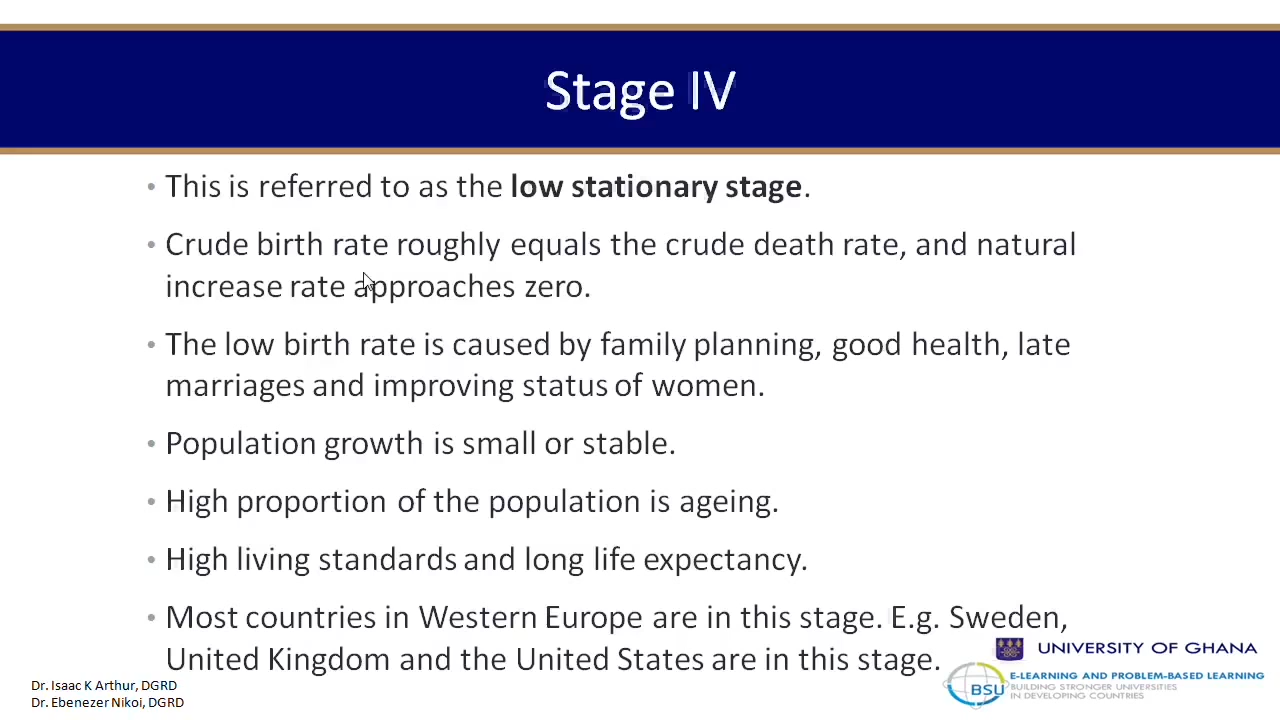 Stage IV
• This is referred to as the low stationary stage.
• Crude birth rate roughly equals the crude death rate, and natural
increase rate approaches zero.
• The low birth rate is caused by family planning, good health, late
marriages and improving status of women.
• Population growth is small or stable.
• High proportion of the population is ageing.
• High living standards and long life expectancy.
• Most countries in Western Europe are in this stage. E.g. Sweden,
United Kingdom and the United States are in this stage.
UNIVERSITY OF GHANA
BSU
E-LEARNING AND PROBLEM-BASED LEARNING
BUILDING STRONGER UNIVERSITIES
IN DEVELOPING COUNTRIES
Dr. Isaac K Arthur, DGRD
Dr. Ebenezer Nikoi, DGRD